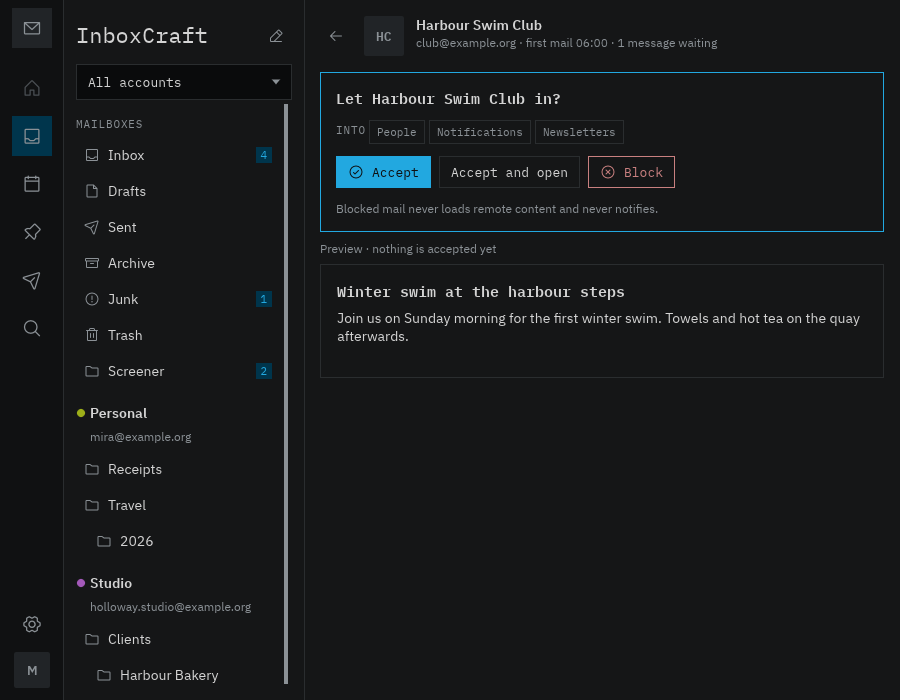 InboxCraft
All accounts
MAILBOXES
Inbox 4
Drafts
Sent
Archive
Junk 1
Trash
Screener 2
Personal
mira@example.org
Receipts
Travel
2026
Studio
holloway.studio@example.org
Clients
Harbour Bakery
M
HC
Harbour Swim Club
club@example.org · first mail 06:00 · 1 message waiting
Let Harbour Swim Club in?
INTO People Notifications Newsletters
Accept Accept and open Block
Blocked mail never loads remote content and never notifies.
Preview · nothing is accepted yet
Winter swim at the harbour steps
Join us on Sunday morning for the first winter swim. Towels and hot tea on the quay
afterwards.